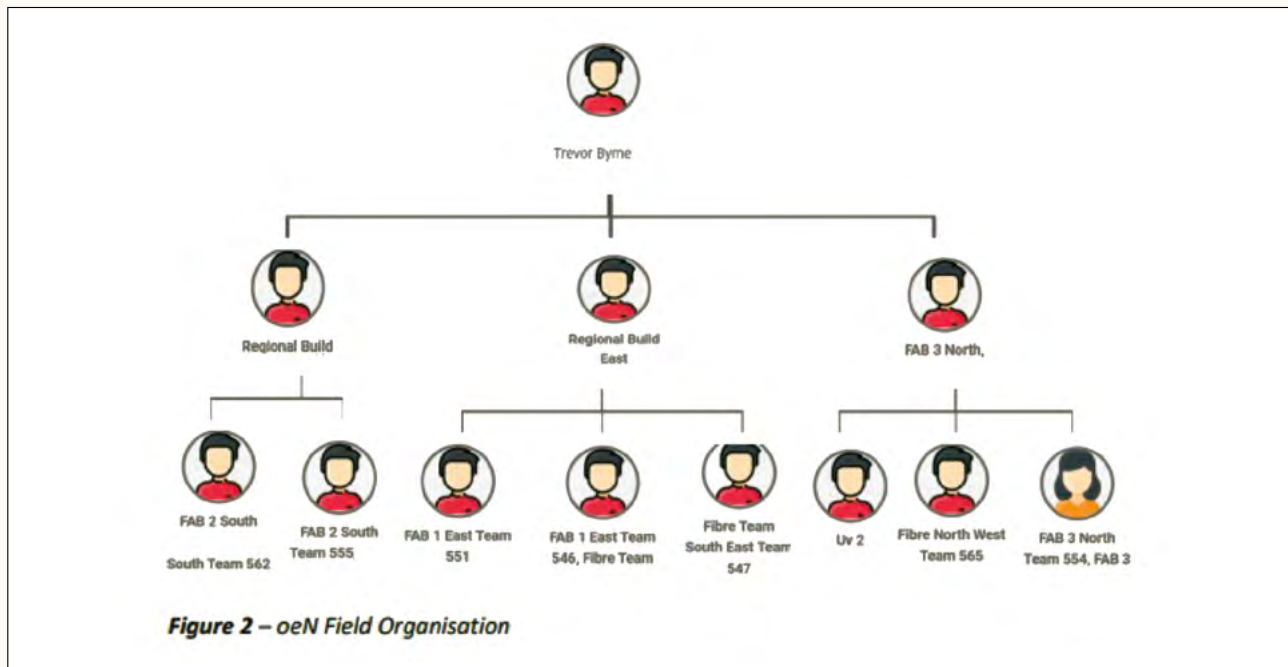 Trevor Byrne
Regional Build
Regional Build
East
FAB 3 North,
FAB 2 South
South Team 562
FAB 2 South
Team 555
FAB 1 East Team
551
FAB 1 East Team
546, Fibre Team
Fibre Team
South East Team
547
Uv 2
Fibre North West
Team 565
FAB 3 North
Team 554, FAB 3
Figure 2 – oeN Field Organisation